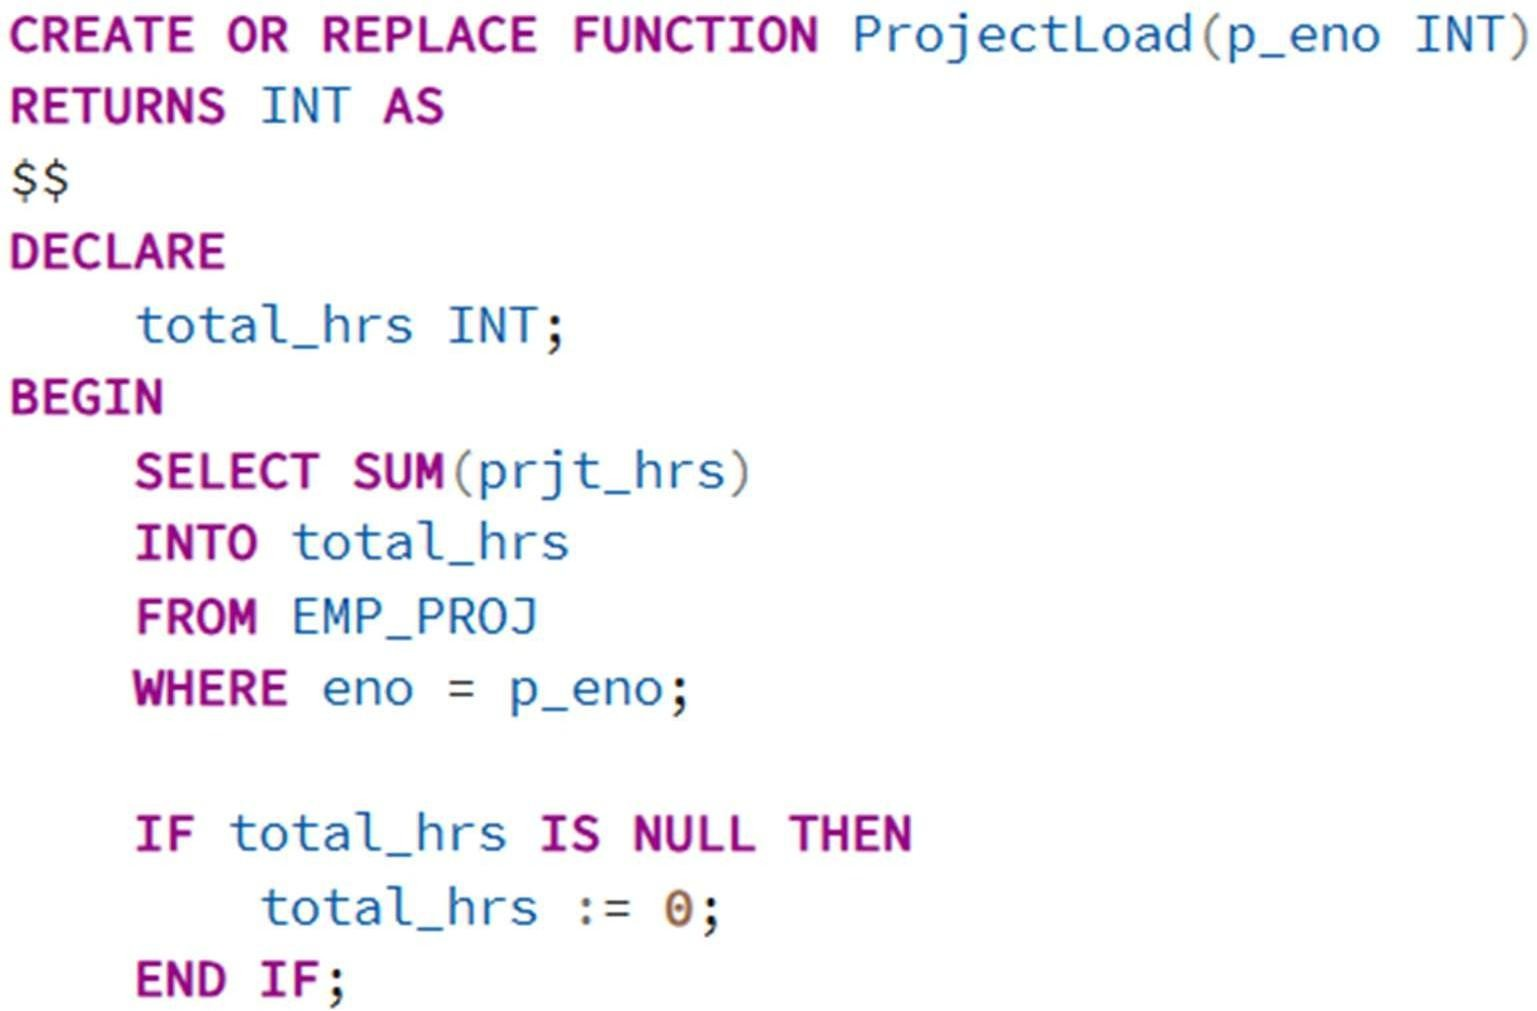 CREATE OR REPLACE FUNCTION ProjectLoad(p_eno INT)
RETURNS INT AS
$$
DECLARE
    total_hrs INT;
BEGIN
    SELECT SUM(prjt_hrs)
    INTO total_hrs
    FROM EMP_PROJ
    WHERE eno = p_eno;

    IF total_hrs IS NULL THEN
        total_hrs := 0;
    END IF;